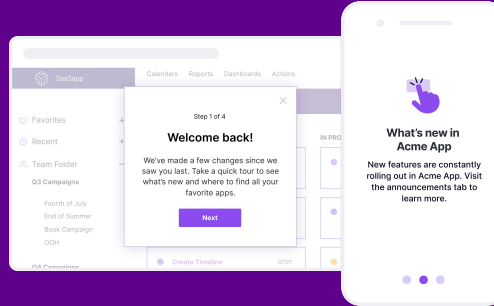 SaaSapp
Calendars Reports Dashboards Actions
Favorites +
Recent +
Team Folder –
Q3 Campaigns
Fourth of July
End of Summer
Book Campaign
OOH
Q4 Campaigns
Step 1 of 4
Welcome back!
We've made a few changes since we
saw you last. Take a quick tour to see
what's new and where to find all your
favorite apps.
Next
IN PRO
Create Timeline 07/27
What's new in
Acme App
New features are constantly
rolling out in Acme App. Visit
the announcements tab to
learn more.